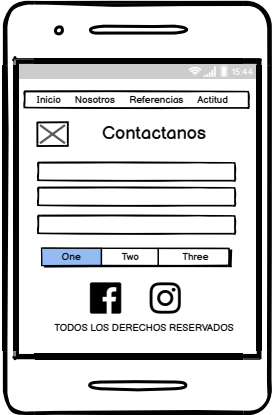 15:44
Inicio Nosotros Referencias Actitud
Contactanos
One Two Three
TODOS LOS DERECHOS RESERVADOS